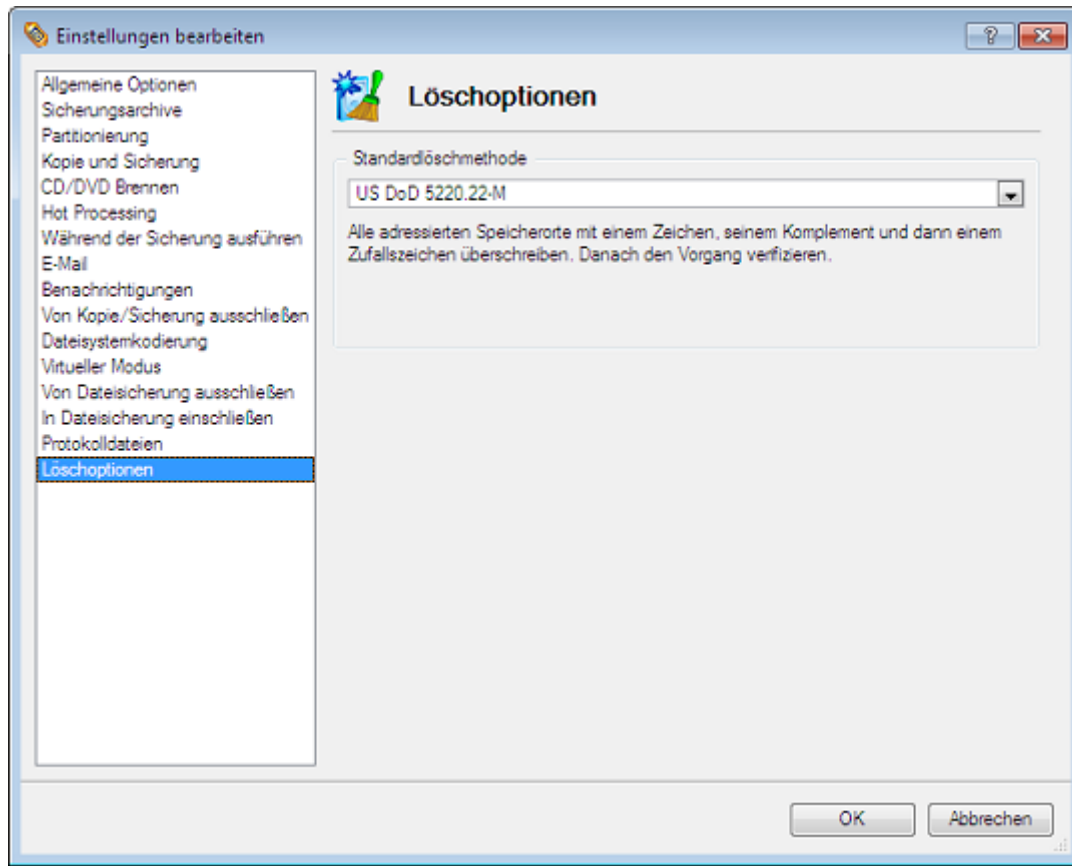 Einstellungen bearbeiten
Allgemeine Optionen
Sicherungsarchive
Partitionierung
Kopie und Sicherung
CD/DVD Brennen
Hot Processing
Während der Sicherung ausführen
E-Mail
Benachrichtigungen
Von Kopie/Sicherung ausschließen
Dateisystemkodierung
Virtueller Modus
Von Dateisicherung ausschließen
In Dateisicherung einschließen
Protokolldateien
Löschoptionen
Löschoptionen
Standardlöschmethode
US DoD 5220.22-M
Alle adressierten Speicherorte mit einem Zeichen, seinem Komplement und dann einem
Zufallszeichen überschreiben. Danach den Vorgang verifizieren.
OK
Abbrechen